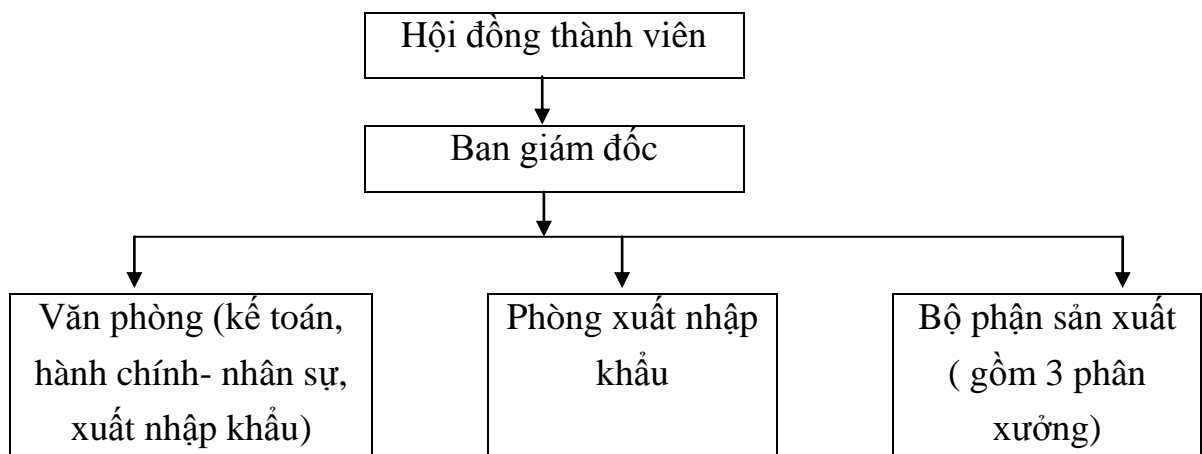 Hội đồng thành viên
Ban giám đốc
Văn phòng (kế toán,
hành chính- nhân sự,
xuất nhập khẩu)
Phòng xuất nhập
khẩu
Bộ phận sản xuất
( gồm 3 phân
xưởng)